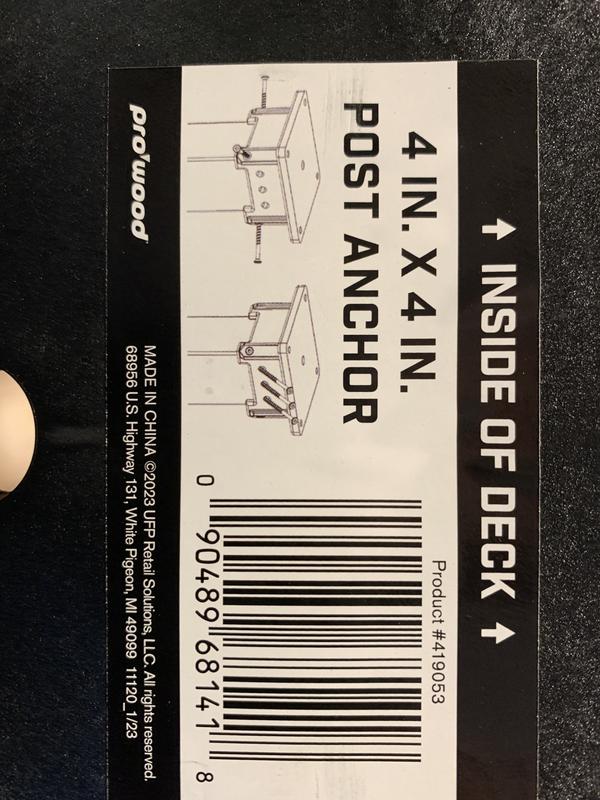 ↑ INSIDE OF DECK ↑
4 IN. X 4 IN.
POST ANCHOR
Product #419053
0 90489 68141 8
pro'wood
MADE IN CHINA ©2023 UFP Retail Solutions, LLC. All rights reserved.
68956 U.S. Highway 131, White Pigeon, MI 49099 11120_1/23